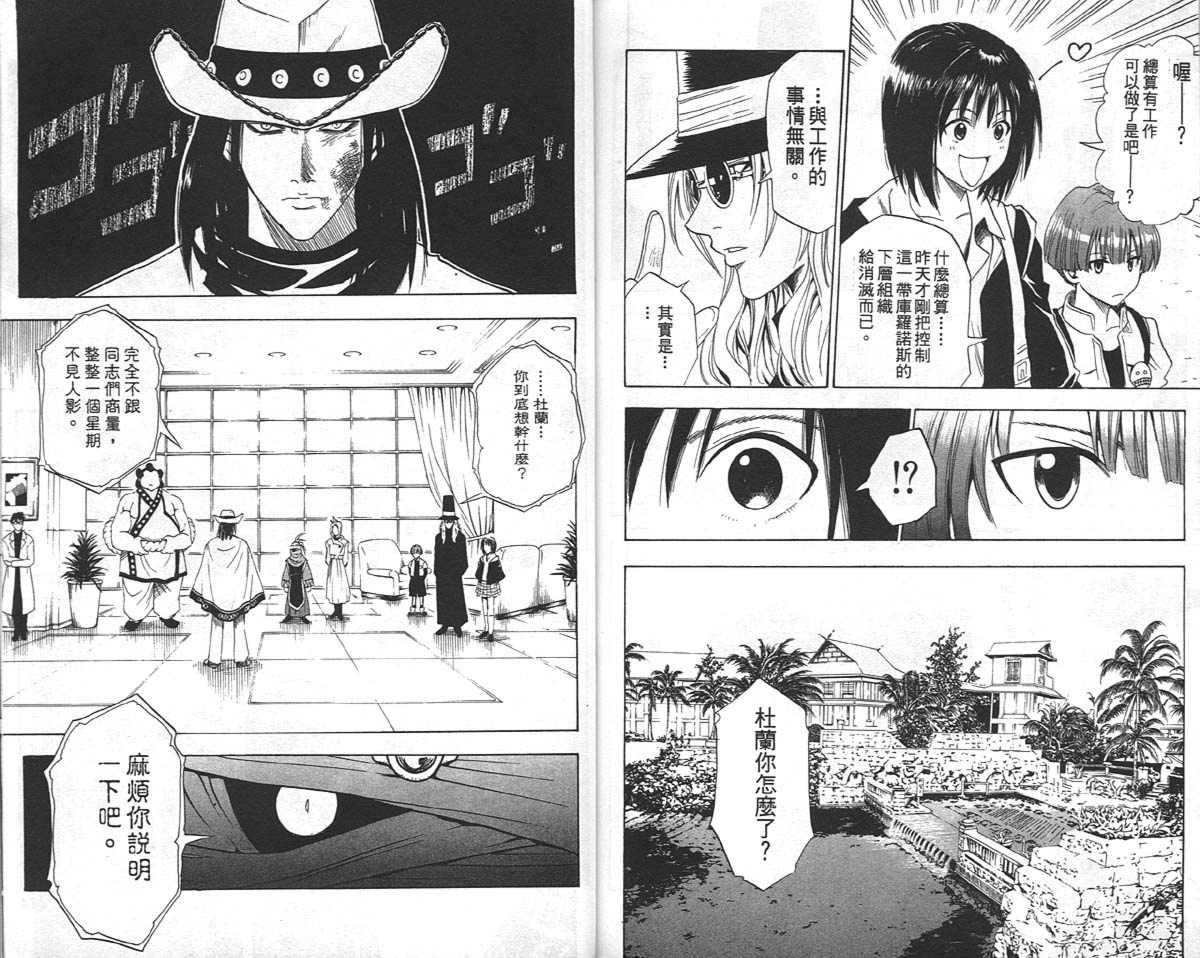 喔——?
總算有工作
可以做了是吧
——?
什麼總算…
昨天才剛把控制
這一帶庫羅諾斯的
下層組織
給消滅而已。
…與工作的
事情無關。
其實是…
…
!?
杜蘭你怎麼了?
ゴゴゴ
ゴゴ
……杜蘭…
你到底想幹什麼?
完全不跟
同志們商量,
整整一個星期
不見人影。
麻煩你說明
一下吧。